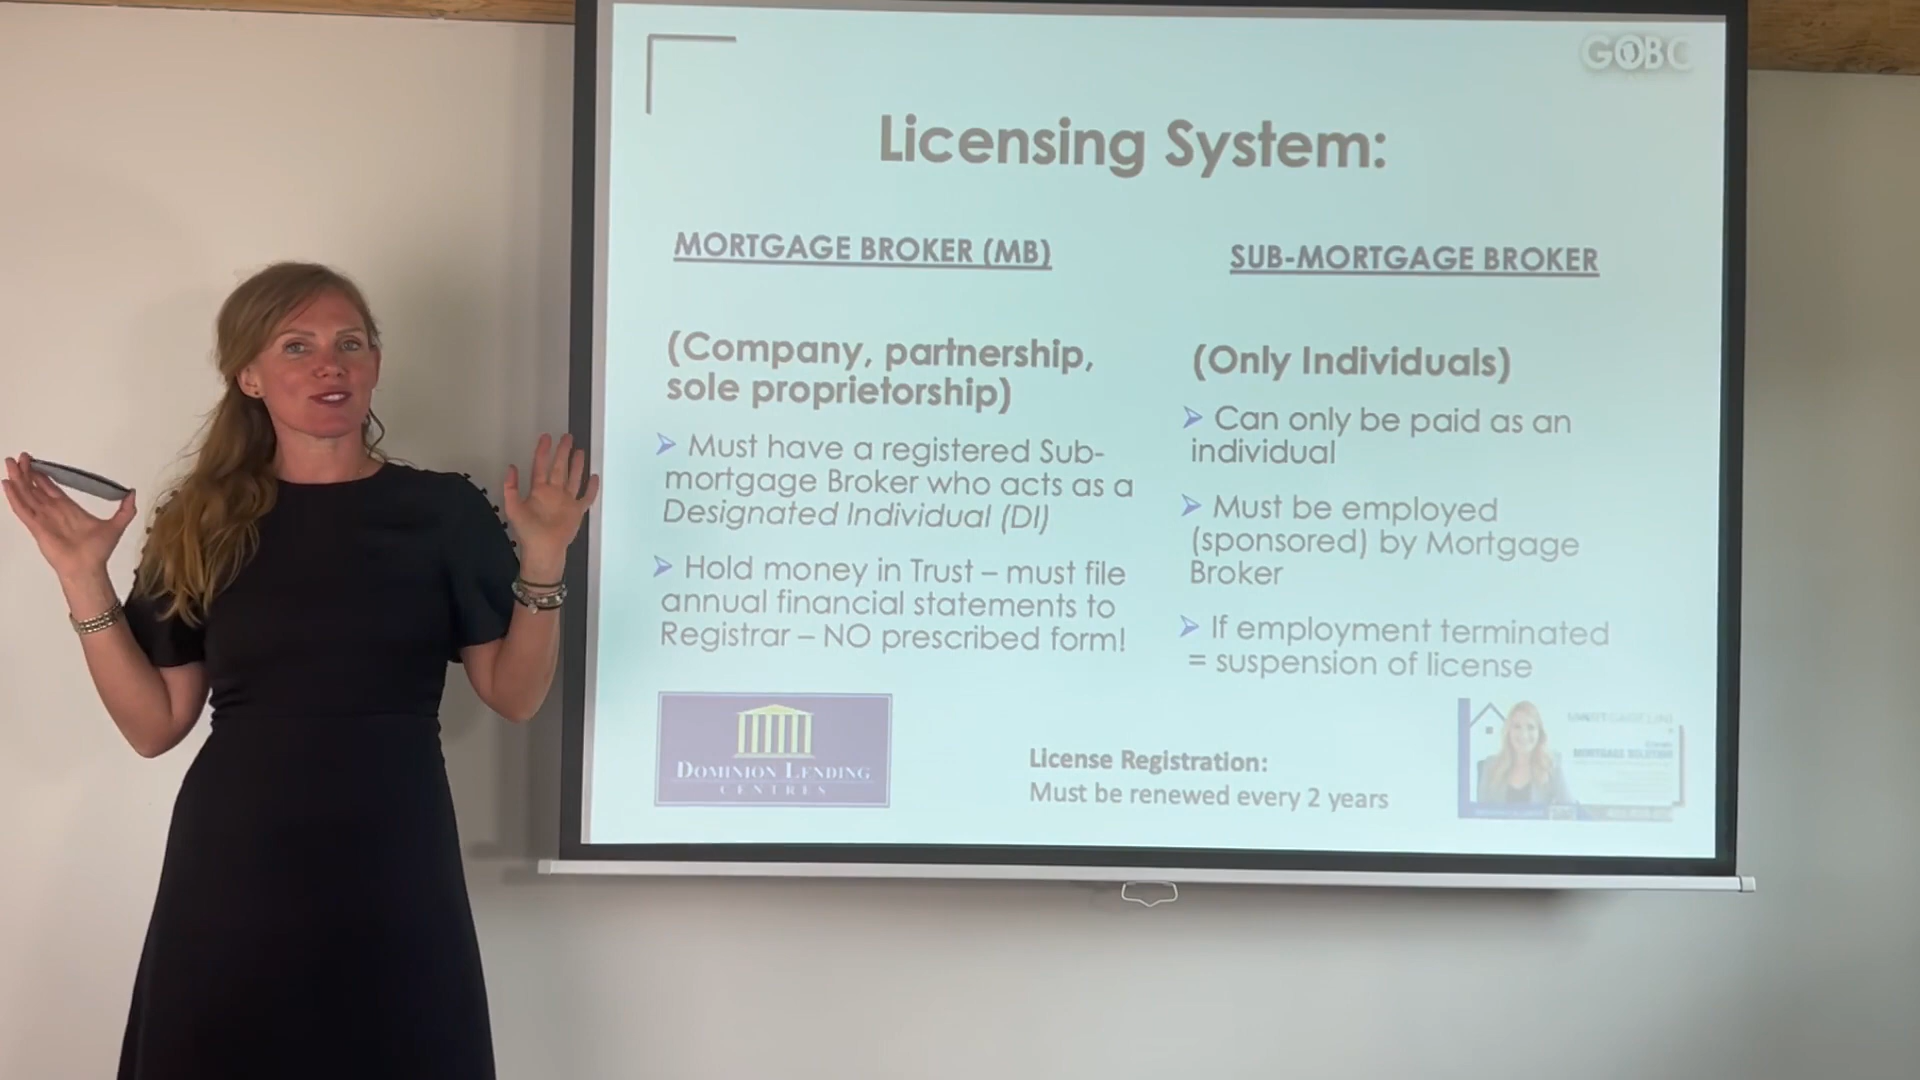 GOBC
Licensing System:
MORTGAGE BROKER (MB)
(Company, partnership,
sole proprietorship)
➢ Must have a registered Sub-
mortgage Broker who acts as a
Designated Individual (DI)
➢ Hold money in Trust – must file
annual financial statements to
Registrar – NO prescribed form!
DOMINION LENDING
CENTRES
SUB-MORTGAGE BROKER
(Only Individuals)
➢ Can only be paid as an
individual
➢ Must be employed
(sponsored) by Mortgage
Broker
➢ If employment terminated
= suspension of license
License Registration:
Must be renewed every 2 years